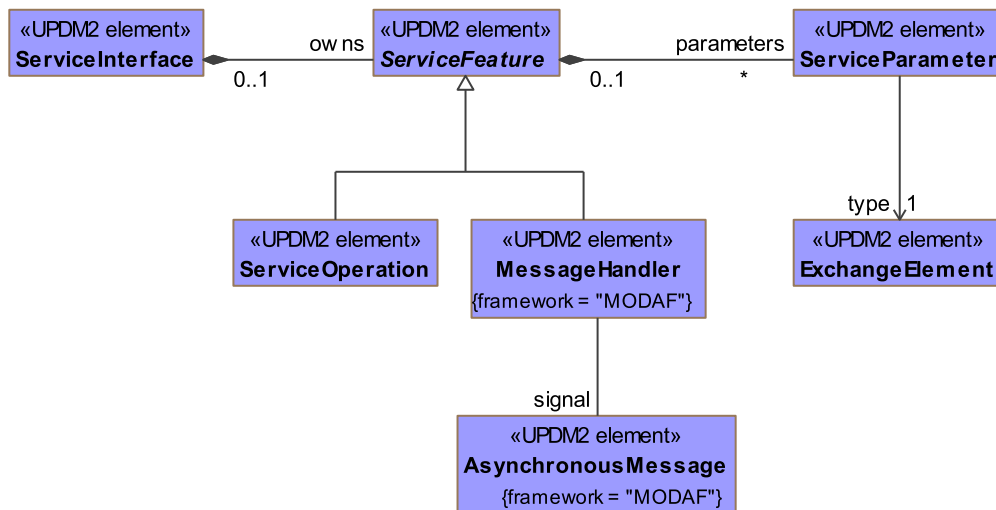 «UPDM2 element»
ServiceInterface
owns
0..1
«UPDM2 element»
ServiceFeature
parameters
0..1
*
«UPDM2 element»
ServiceParameter
type
1
«UPDM2 element»
ServiceOperation
«UPDM2 element»
MessageHandler
{framework = "MODAF"}
«UPDM2 element»
ExchangeElement
signal
«UPDM2 element»
AsynchronousMessage
{framework = "MODAF"}